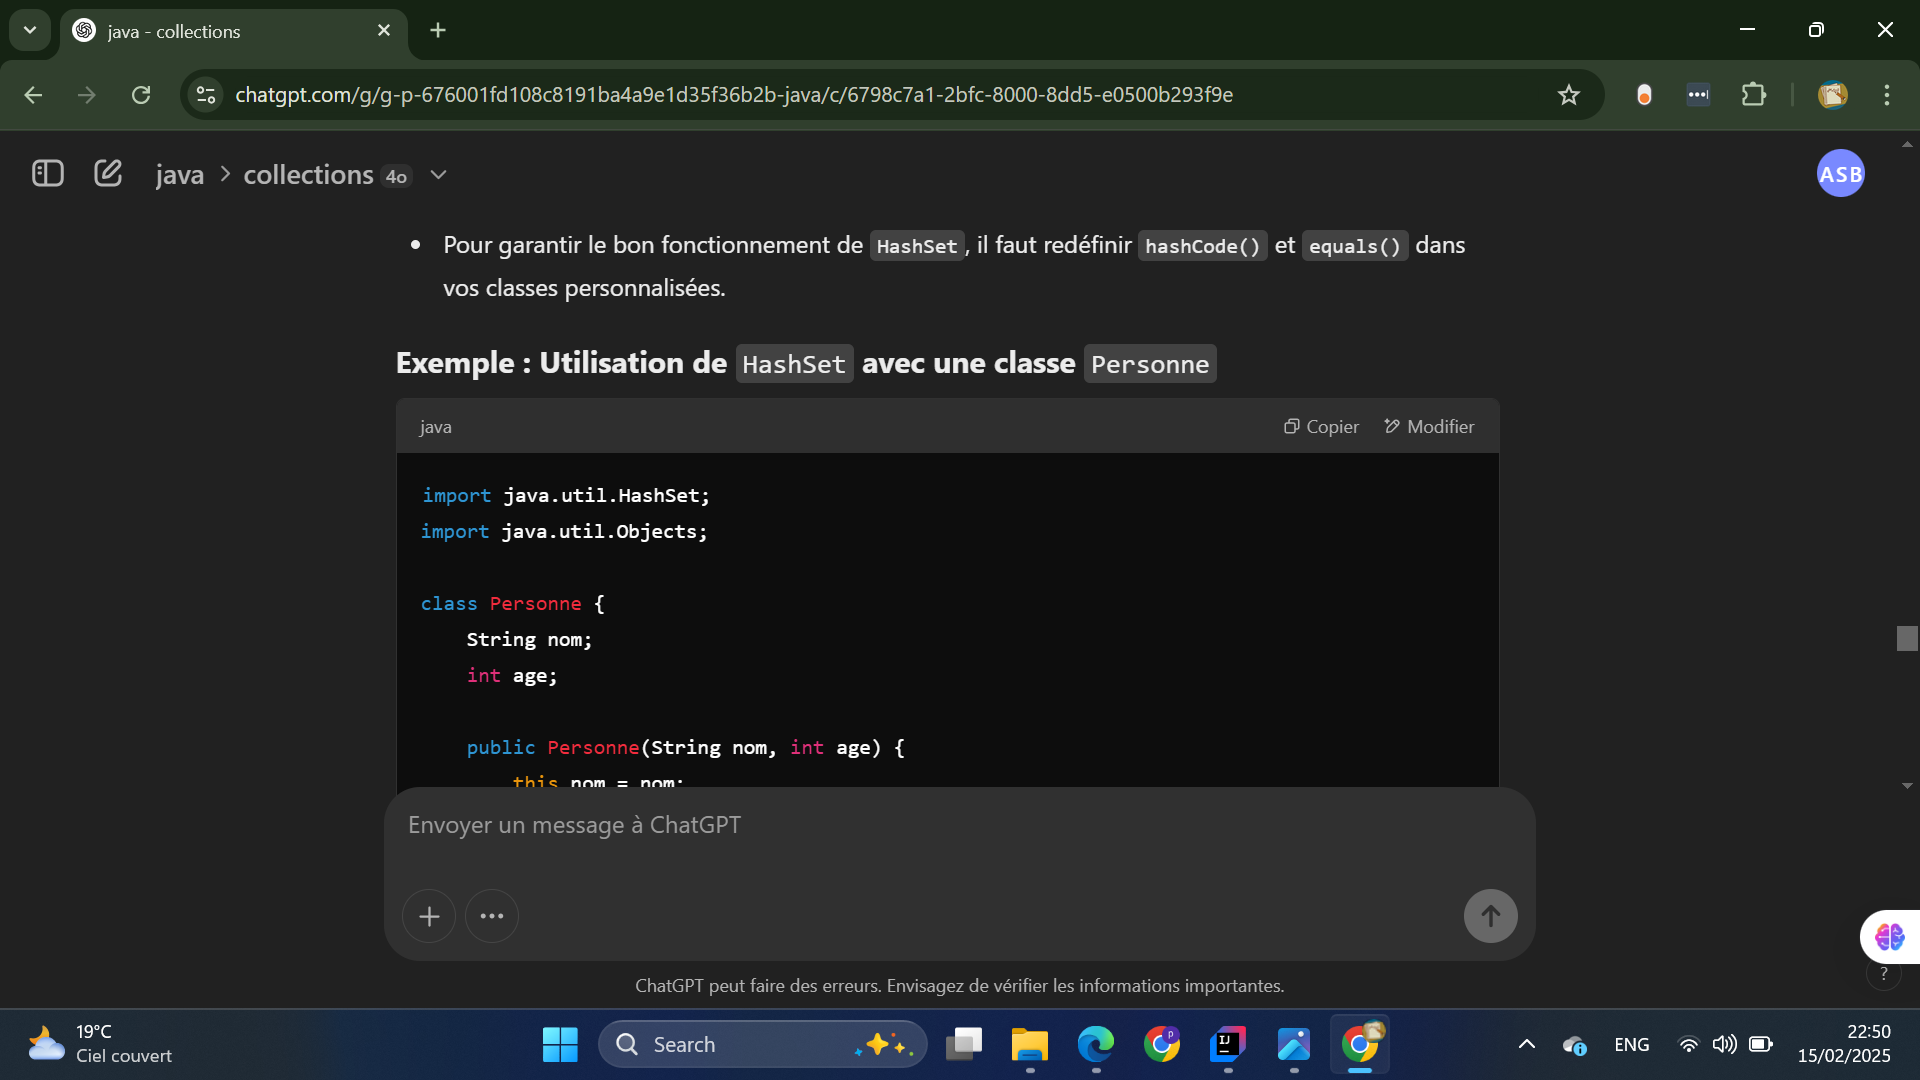 java - collections
chatgpt.com/g/g-p-676001fd108c8191ba4a9e1d35f36b2b-java/c/6798c7a1-2bfc-8000-8dd5-e0500b293f9e
java > collections 4o
ASB
• Pour garantir le bon fonctionnement de HashSet, il faut redéfinir hashCode() et equals() dans
vos classes personnalisées.
Exemple : Utilisation de HashSet avec une classe Personne
java
Copier
Modifier
import java.util.HashSet;
import java.util.Objects;
class Personne {
String nom;
int age;
public Personne(String nom, int age) {
this.nom = nom;
Envoyer un message à ChatGPT
ChatGPT peut faire des erreurs. Envisagez de vérifier les informations importantes.
?
19°C
Ciel couvert
Search
P
IJ
ENG
22:50
15/02/2025